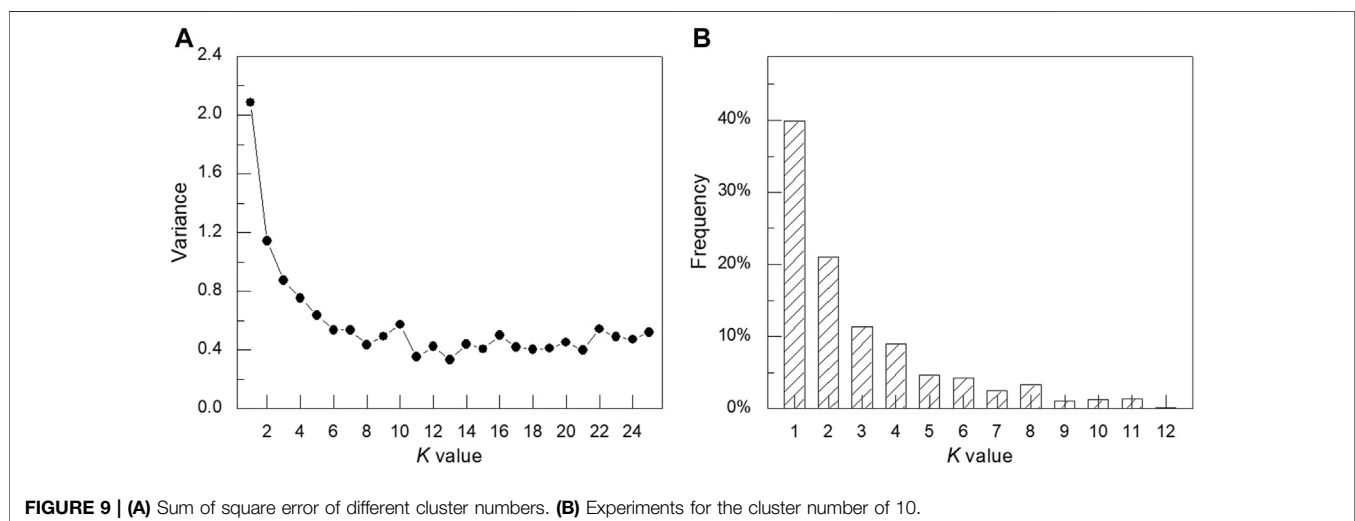 A
2.4
2.0
1.6
1.2
0.8
0.4
0.0
Variance
2 4 6 8 10 12 14 16 18 20 22 24
K value
B
40%
30%
20%
10%
0%
Frequency
1 2 3 4 5 6 7 8 9 10 11 12
K value
FIGURE 9 | (A) Sum of square error of different cluster numbers. (B) Experiments for the cluster number of 10.